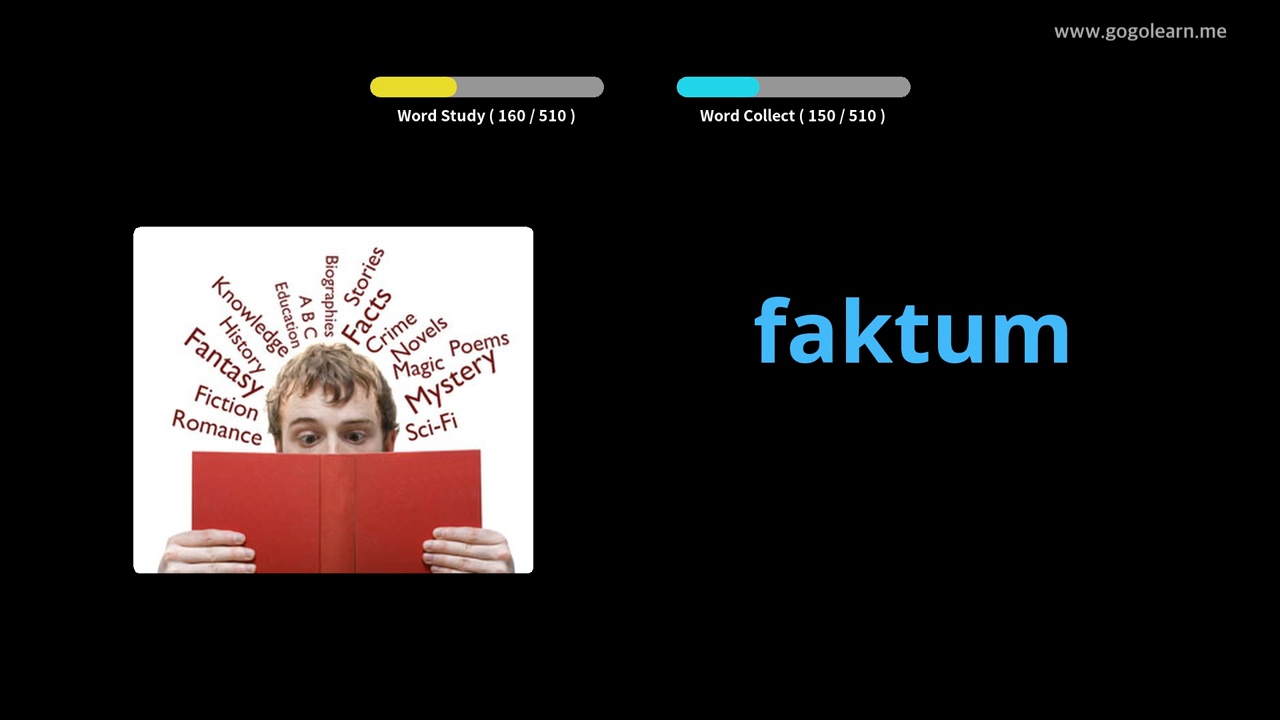 www.gogolearn.me
Word Study ( 160 / 510 )
Word Collect ( 150 / 510 )
Biographies
Stories
Education
A B C
Facts
Knowledge
Crime
History
Novels
Poems
Fantasy
Magic
Mystery
Fiction
Romance
Sci-Fi
faktum